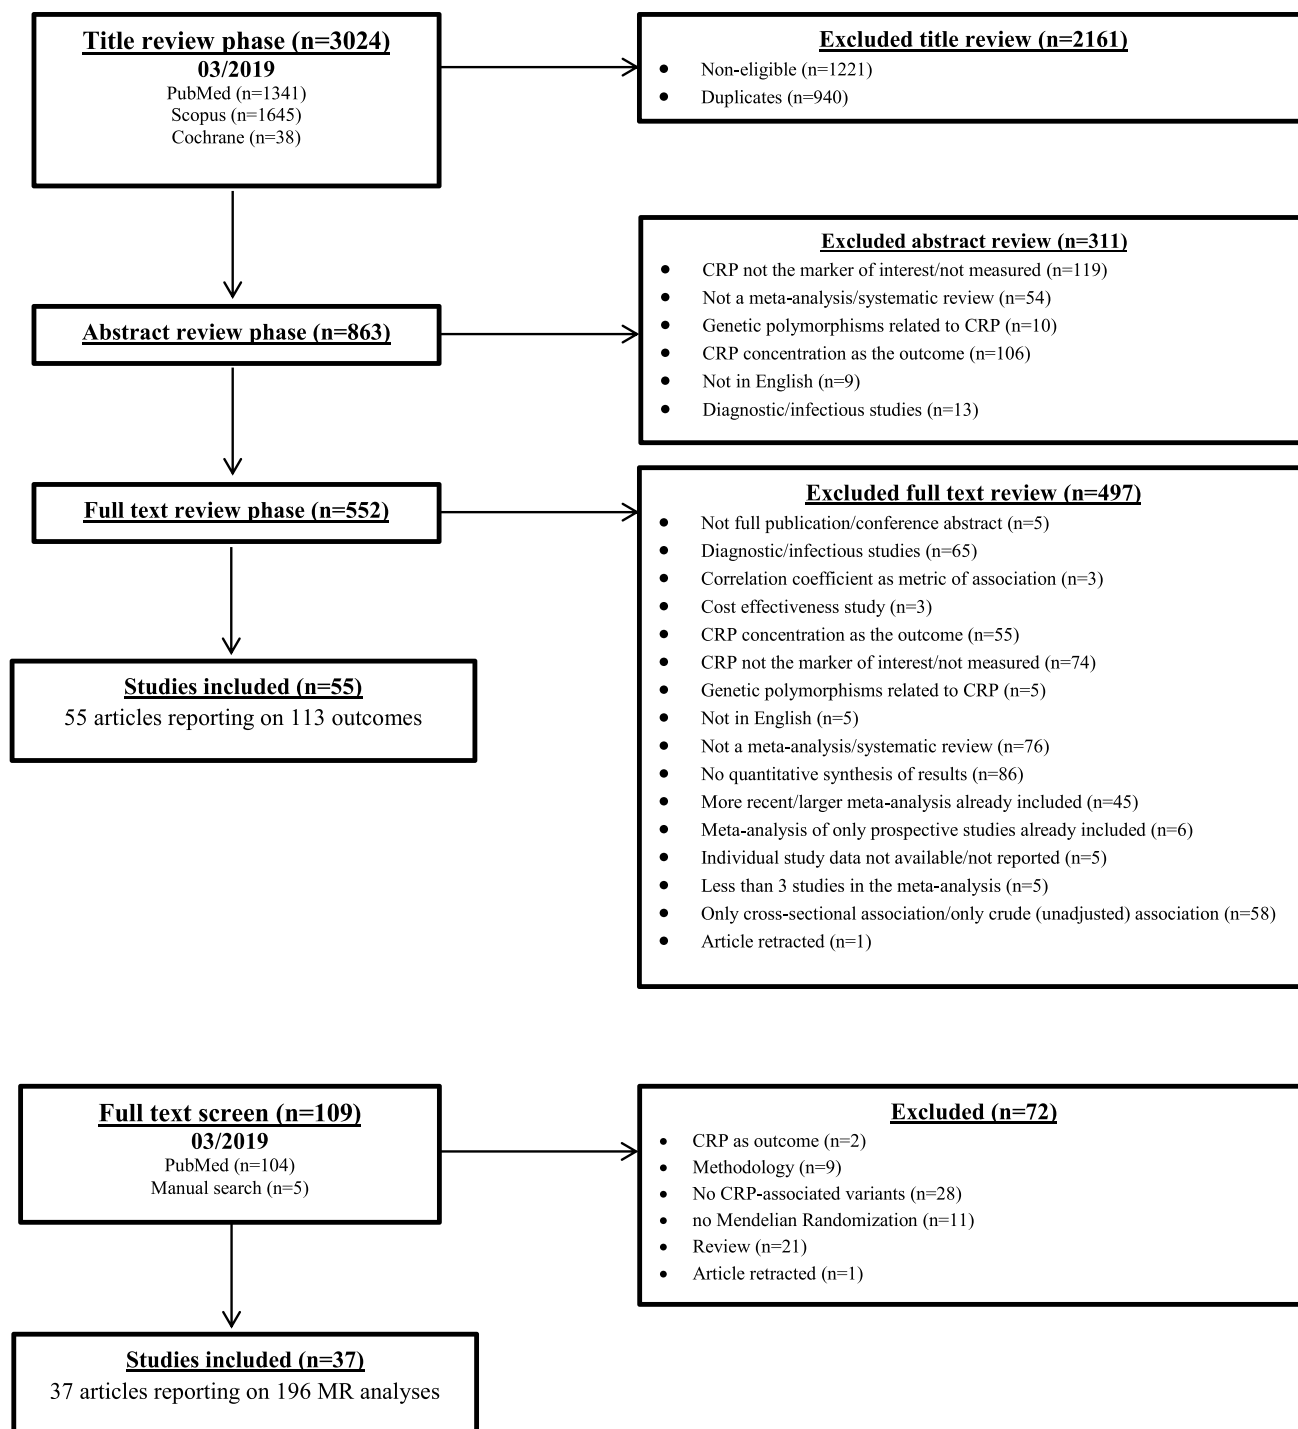 Title review phase (n=3024)
03/2019
PubMed (n=1341)
Scopus (n=1645)
Cochrane (n=38)
Excluded title review (n=2161)
• Non-eligible (n=1221)
• Duplicates (n=940)
Excluded abstract review (n=311)
• CRP not the marker of interest/not measured (n=119)
• Not a meta-analysis/systematic review (n=54)
• Genetic polymorphisms related to CRP (n=10)
• CRP concentration as the outcome (n=106)
• Not in English (n=9)
• Diagnostic/infectious studies (n=13)
Abstract review phase (n=863)
Full text review phase (n=552)
Excluded full text review (n=497)
• Not full publication/conference abstract (n=5)
• Diagnostic/infectious studies (n=65)
• Correlation coefficient as metric of association (n=3)
• Cost effectiveness study (n=3)
• CRP concentration as the outcome (n=55)
• CRP not the marker of interest/not measured (n=74)
• Genetic polymorphisms related to CRP (n=5)
• Not in English (n=5)
• Not a meta-analysis/systematic review (n=76)
• No quantitative synthesis of results (n=86)
• More recent/larger meta-analysis already included (n=45)
• Meta-analysis of only prospective studies already included (n=6)
• Individual study data not available/not reported (n=5)
• Less than 3 studies in the meta-analysis (n=5)
• Only cross-sectional association/only crude (unadjusted) association (n=58)
• Article retracted (n=1)
Studies included (n=55)
55 articles reporting on 113 outcomes
Full text screen (n=109)
03/2019
PubMed (n=104)
Manual search (n=5)
Excluded (n=72)
• CRP as outcome (n=2)
• Methodology (n=9)
• No CRP-associated variants (n=28)
• no Mendelian Randomization (n=11)
• Review (n=21)
• Article retracted (n=1)
Studies included (n=37)
37 articles reporting on 196 MR analyses